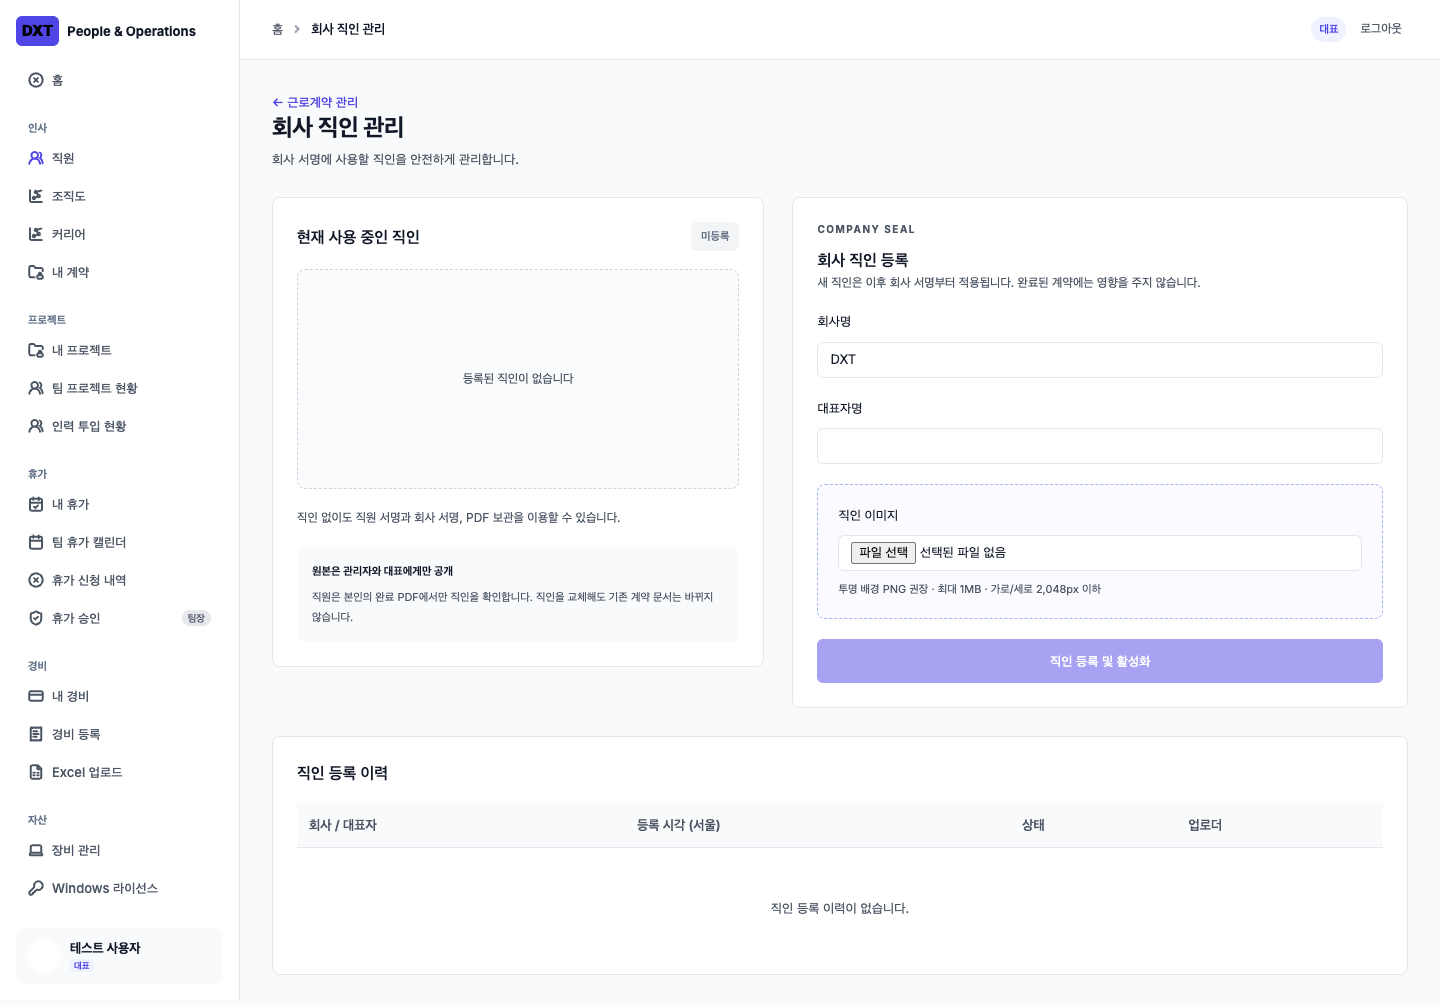 DXT People & Operations
홈
인사
직원
조직도
커리어
내 계약
프로젝트
내 프로젝트
팀 프로젝트 현황
인력 투입 현황
휴가
내 휴가
팀 휴가 캘린더
휴가 신청 내역
휴가 승인 팀장
경비
내 경비
경비 등록
Excel 업로드
자산
장비 관리
Windows 라이선스
테스트 사용자
대표
홈 > 회사 직인 관리
대표 로그아웃
← 근로계약 관리
회사 직인 관리
회사 서명에 사용할 직인을 안전하게 관리합니다.
현재 사용 중인 직인 미등록
등록된 직인이 없습니다
직인 없이도 직원 서명과 회사 서명, PDF 보관을 이용할 수 있습니다.
원본은 관리자와 대표에게만 공개
직원은 본인의 완료 PDF에서만 직인을 확인합니다. 직인을 교체해도 기존 계약 문서는 바뀌지
않습니다.
COMPANY SEAL
회사 직인 등록
새 직인은 이후 회사 서명부터 적용됩니다. 완료된 계약에는 영향을 주지 않습니다.
회사명
DXT
대표자명
직인 이미지
파일 선택 선택된 파일 없음
투명 배경 PNG 권장 · 최대 1MB · 가로/세로 2,048px 이하
직인 등록 및 활성화
직인 등록 이력
회사 / 대표자 등록 시각 (서울) 상태 업로더
직인 등록 이력이 없습니다.